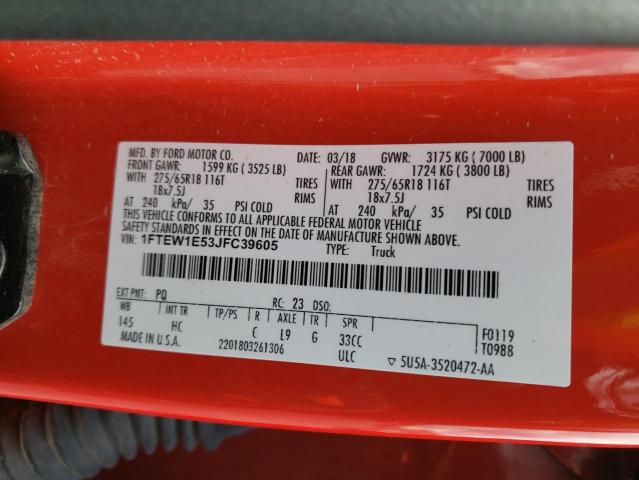 MFD. BY FORD MOTOR CO. DATE: 03/18 GVWR: 3175 KG ( 7000 LB)
FRONT GAWR: 1599 KG ( 3525 LB) REAR GAWR: 1724 KG ( 3800 LB)
WITH 275/65R18 116T TIRES WITH 275/65R18 116T TIRES
18x7.5J RIMS 18x7.5J RIMS
AT 240 kPa/ 35 PSI COLD AT 240 kPa/ 35 PSI COLD
THIS VEHICLE CONFORMS TO ALL APPLICABLE FEDERAL MOTOR VEHICLE
SAFETY STANDARDS IN EFFECT ON THE DATE OF MANUFACTURE SHOWN ABOVE.
VIN: 1FTEW1E53JFC39605 TYPE: Truck
EXT PNT: PQ RC: 23 DSO:
WB INT TR TP/PS R AXLE TR SPR F0119
145 HC C L9 G 33CC T0988
MADE IN U.S.A. 2201803261306 ULC ▽ 5U5A-3520472-AA